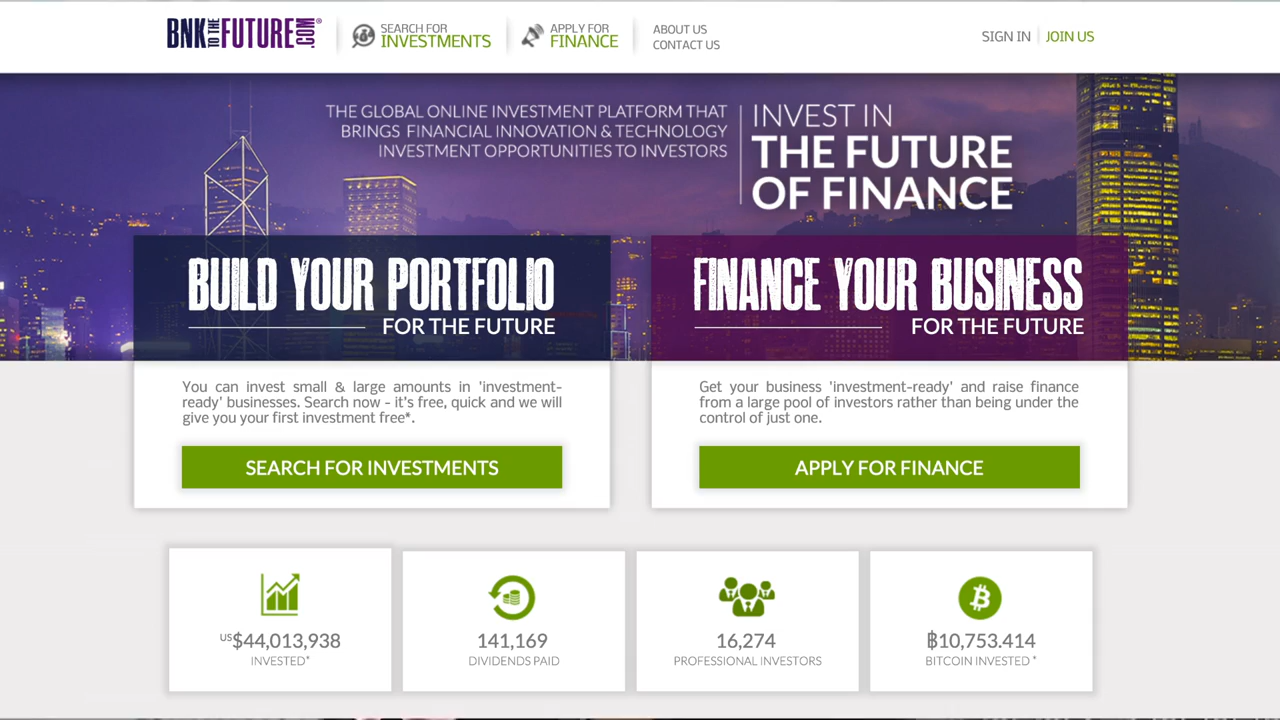 BNK TO THE FUTURE .COM®
SEARCH FOR
INVESTMENTS
APPLY FOR
FINANCE
ABOUT US
CONTACT US
SIGN IN
JOIN US
THE GLOBAL ONLINE INVESTMENT PLATFORM THAT
BRINGS FINANCIAL INNOVATION & TECHNOLOGY
INVESTMENT OPPORTUNITIES TO INVESTORS
INVEST IN
THE FUTURE
OF FINANCE
BUILD YOUR PORTFOLIO
FOR THE FUTURE
You can invest small & large amounts in 'investment-
ready' businesses. Search now - it's free, quick and we will
give you your first investment free*.
SEARCH FOR INVESTMENTS
FINANCE YOUR BUSINESS
FOR THE FUTURE
Get your business 'investment-ready' and raise finance
from a large pool of investors rather than being under the
control of just one.
APPLY FOR FINANCE
US$44,013,938
INVESTED*
141,169
DIVIDENDS PAID
16,274
PROFESSIONAL INVESTORS
฿10,753.414
BITCOIN INVESTED *